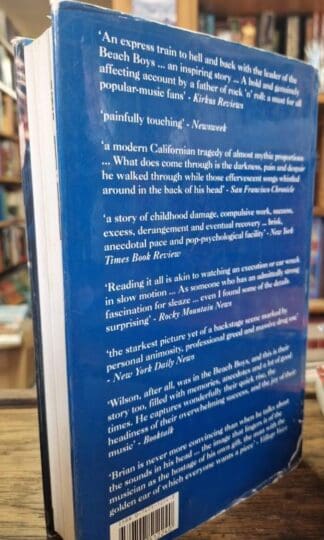 'An express train to hell and back with the leader of the
Beach Boys ... an inspiring story ... A bold and genuinely
affecting account by a father of rock 'n' roll; a must for all
popular-music fans' - Kirkus Reviews
'painfully touching' - Newsweek
'a modern Californian tragedy of almost mythic proportions
... What does come through is the darkness, pain and despair
he walked through while those effervescent songs whistled
around in the back of his head' - San Francisco Chronicle
'a story of childhood damage, compulsive work, success,
excess, derangement and eventual recovery ... brisk,
anecdotal pace and pop-psychological facility' - New York
Times Book Review
'Reading it all is akin to watching an execution or car wreck
in slow motion ... As someone who has an admittedly strong
fascination for sleaze ... even I found some of the details
surprising' - Rocky Mountain News
'the starkest picture yet of a backstage scene marked by
personal animosity, professional greed and massive drug use'
- New York Daily News
'Wilson, after all, was in the Beach Boys, and this is their
story too, filled with memories, anecdotes and a lot of good
times. He captures wonderfully their quick rise, the
headiness of their overwhelming success, and the joy of their
music' - Booktalk
'Brian is never more convincing than when he talks about
the sounds in his head ... the image that lingers is of the
musician as the hostage of his own gift, the man with the
golden ear of which everyone wants a piece' - Village Voice